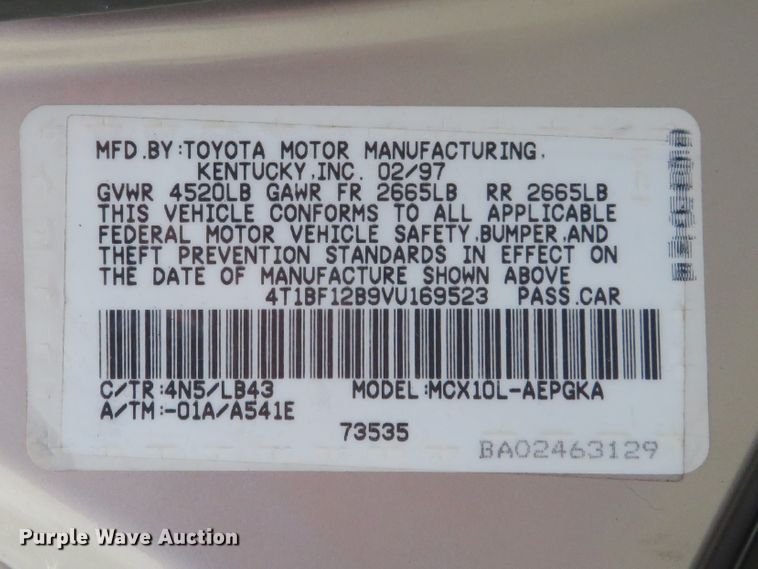 MFD.BY:TOYOTA MOTOR MANUFACTURING,
KENTUCKY,INC. 02/97
GVWR 4520LB GAWR FR 2665LB RR 2665LB
THIS VEHICLE CONFORMS TO ALL APPLICABLE
FEDERAL MOTOR VEHICLE SAFETY,BUMPER,AND
THEFT PREVENTION STANDARDS IN EFFECT ON
THE DATE OF MANUFACTURE SHOWN ABOVE
4T1BF12B9VU169523 PASS.CAR
C/TR:4N5/LB43 MODEL:MCX10L-AEPGKA
A/TM:-01A/A541E
73535
BA02463129
Purple Wave Auction